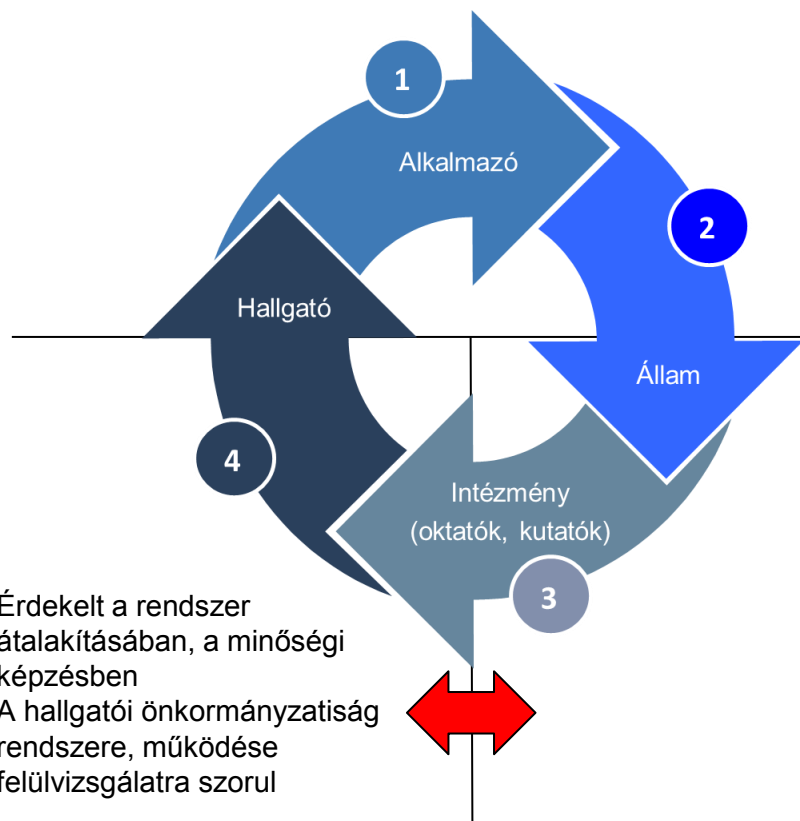 1
Alkalmazó
2
Hallgató
Állam
4
Intézmény
(oktatók, kutatók)
3
Érdekelt a rendszer
átalakításában, a minőségi
képzésben
A hallgatói önkormányzatiság
rendszere, működése
felülvizsgálatra szorul